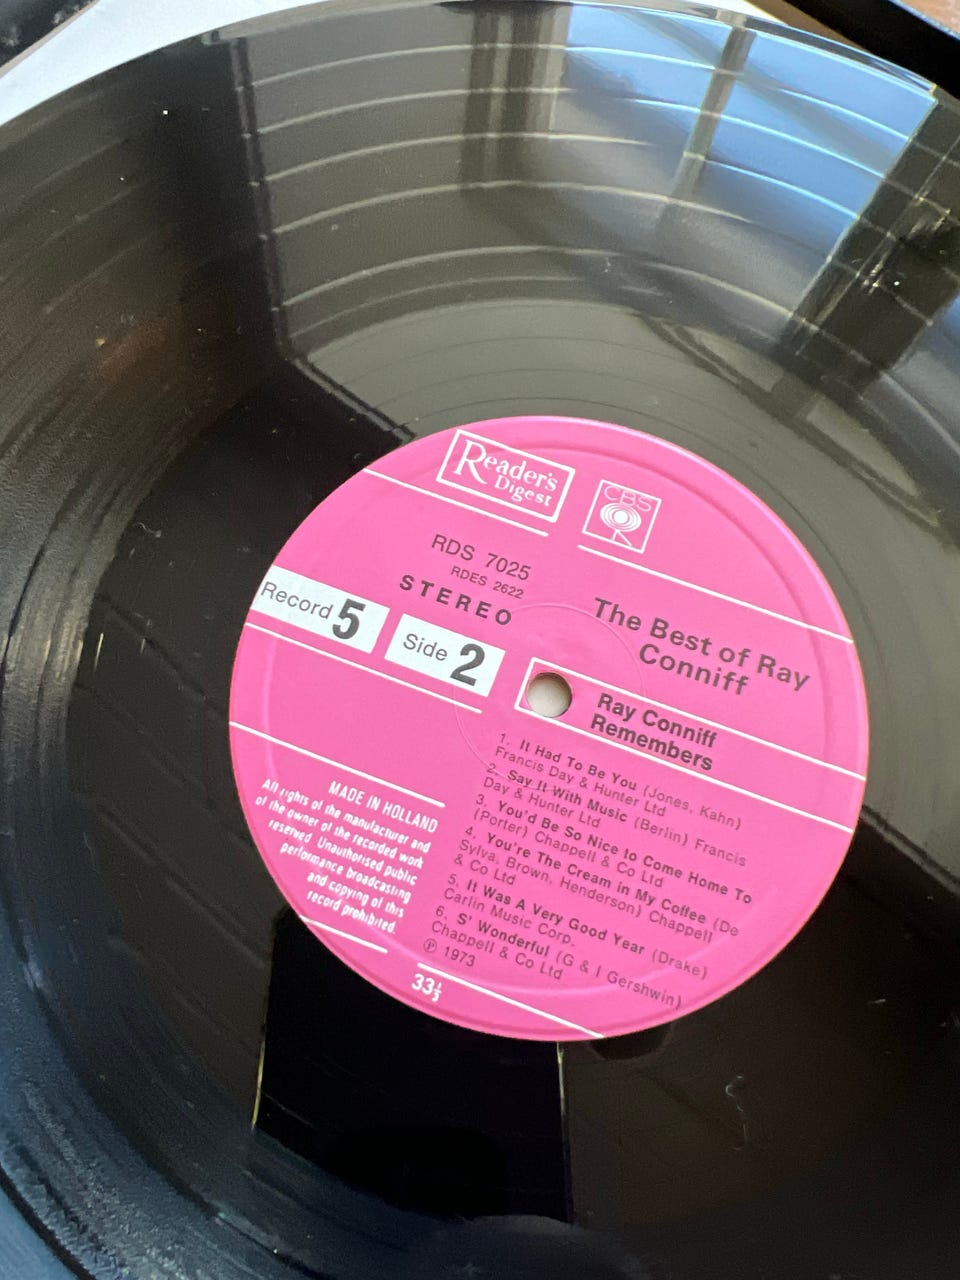 Reader's
Digest
CBS
RDS 7025
RDES 2622
STEREO
Record 5
Side 2
The Best of Ray
Conniff
Ray Conniff
Remembers
1. It Had To Be You (Jones, Kahn)
Francis Day & Hunter Ltd
2. Say It With Music (Berlin) Francis
Day & Hunter Ltd
3. You'd Be So Nice to Come Home To
(Porter) Chappell & Co Ltd
4. You're The Cream in My Coffee (De
Sylva, Brown, Henderson) Chappell
& Co Ltd
5. It Was A Very Good Year (Drake)
Carlin Music Corp.
6. S' Wonderful (G & I Gershwin)
Chappell & Co Ltd
℗ 1973
MADE IN HOLLAND
All rights of the manufacturer and
of the owner of the recorded work
reserved. Unauthorised public
performance broadcasting
and copying of this
record prohibited.
33⅓